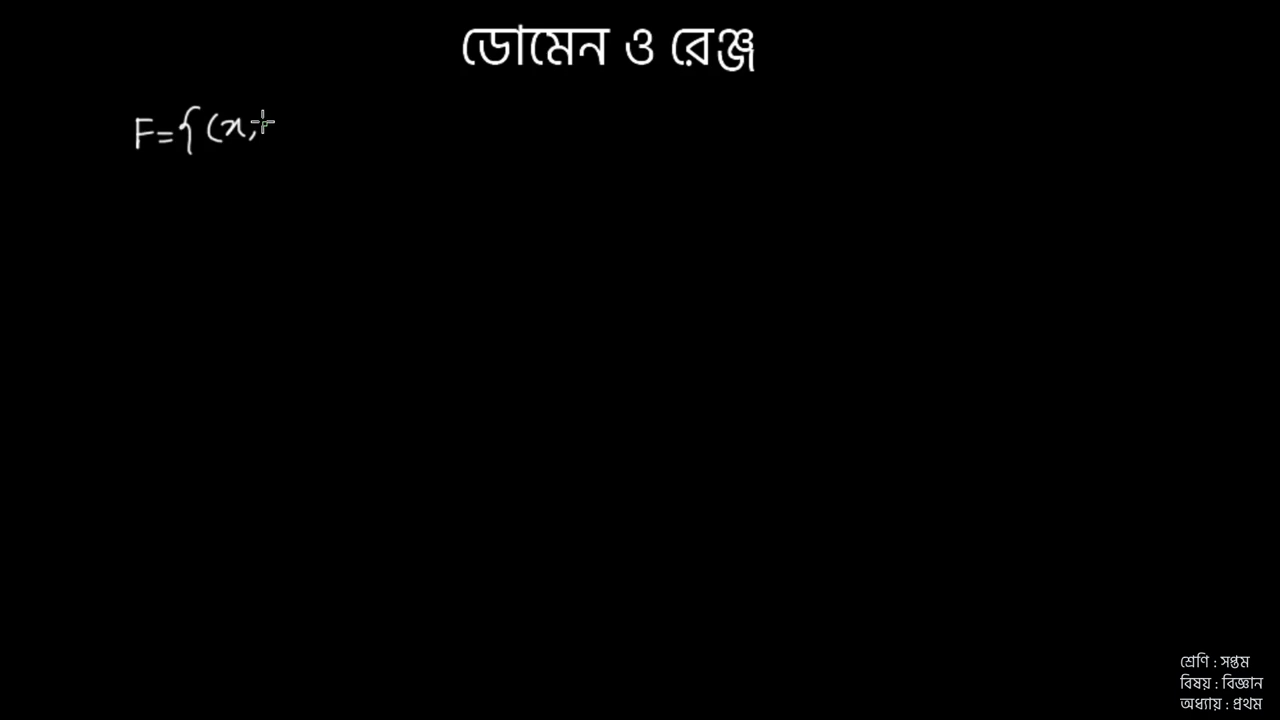 ডোমেন ও রেঞ্জ
F={(x,
শ্রেণি : সপ্তম
বিষয় : বিজ্ঞান
অধ্যায় : প্রথম